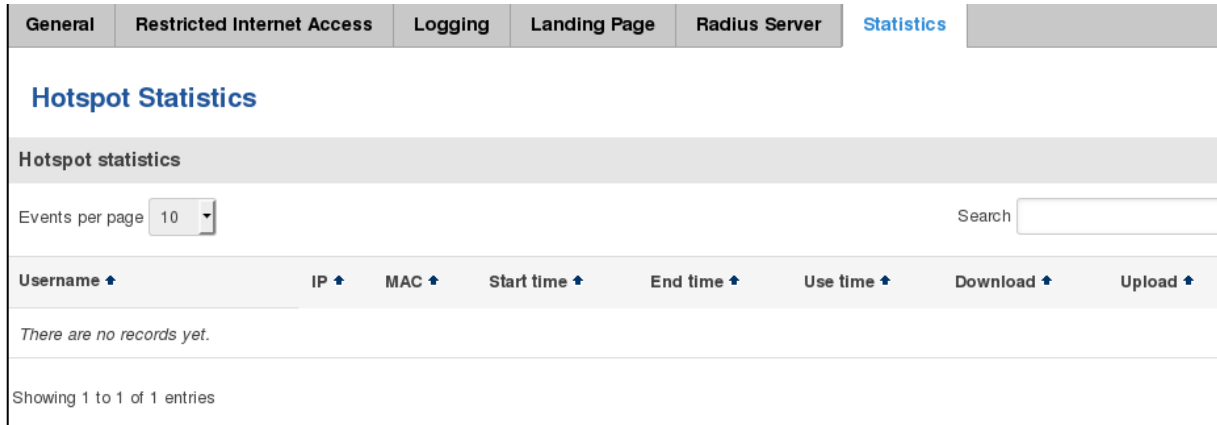 General Restricted Internet Access Logging Landing Page Radius Server Statistics
Hotspot Statistics
Hotspot statistics
Events per page 10 Search
Username IP MAC Start time End time Use time Download Upload
There are no records yet.
Showing 1 to 1 of 1 entries